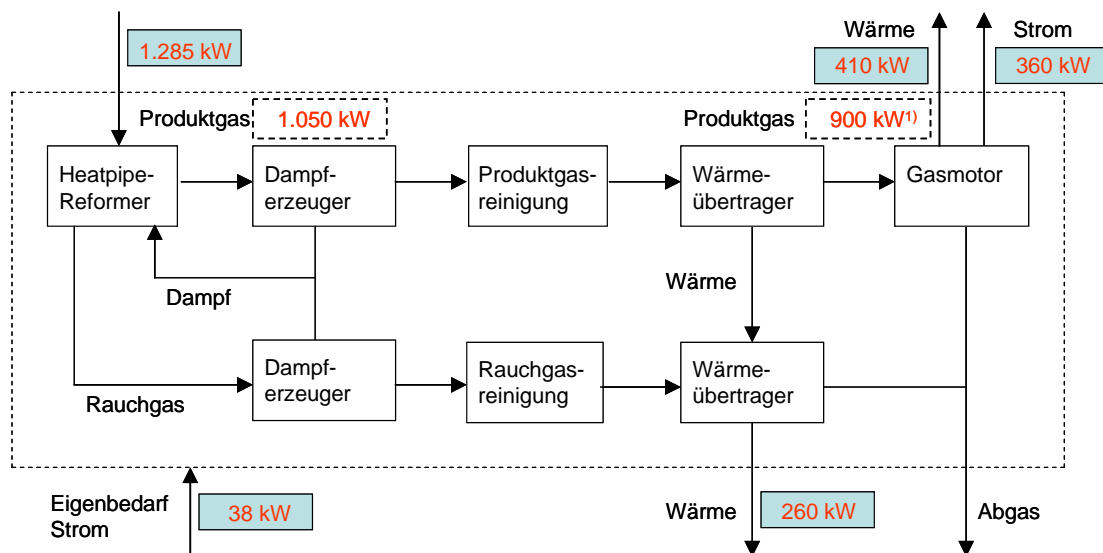 1.285 kW
Wärme
410 kW
Strom
360 kW
Produktgas
1.050 kW
Produktgas
900 kW¹⁾
Heatpipe-
Reformer
Dampf-
erzeuger
Produktgas-
reinigung
Wärme-
übertrager
Gasmotor
Dampf
Wärme
Rauchgas
Dampf-
erzeuger
Rauchgas-
reinigung
Wärme-
übertrager
Eigenbedarf
Strom
38 kW
Wärme
260 kW
Abgas